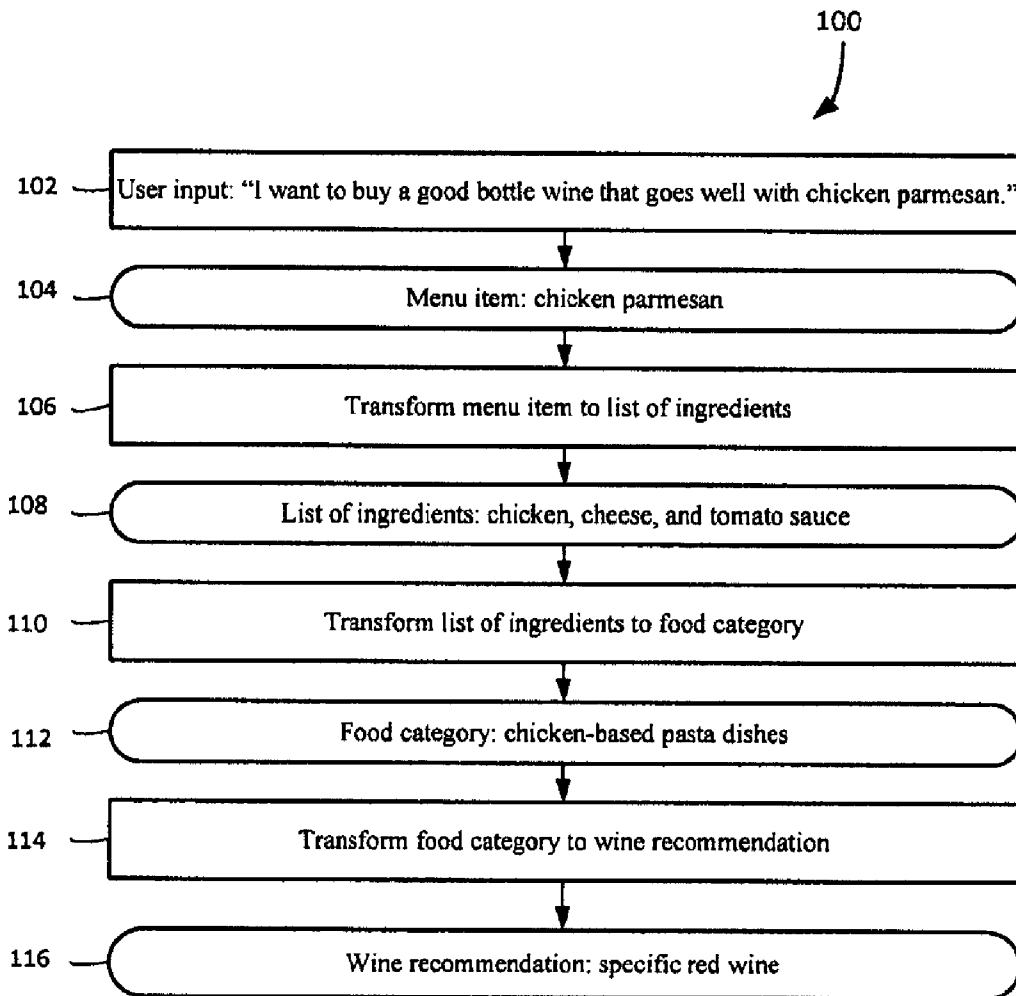 100
102 User input: “I want to buy a good bottle wine that goes well with chicken parmesan.”
104 Menu item: chicken parmesan
106 Transform menu item to list of ingredients
108 List of ingredients: chicken, cheese, and tomato sauce
110 Transform list of ingredients to food category
112 Food category: chicken-based pasta dishes
114 Transform food category to wine recommendation
116 Wine recommendation: specific red wine